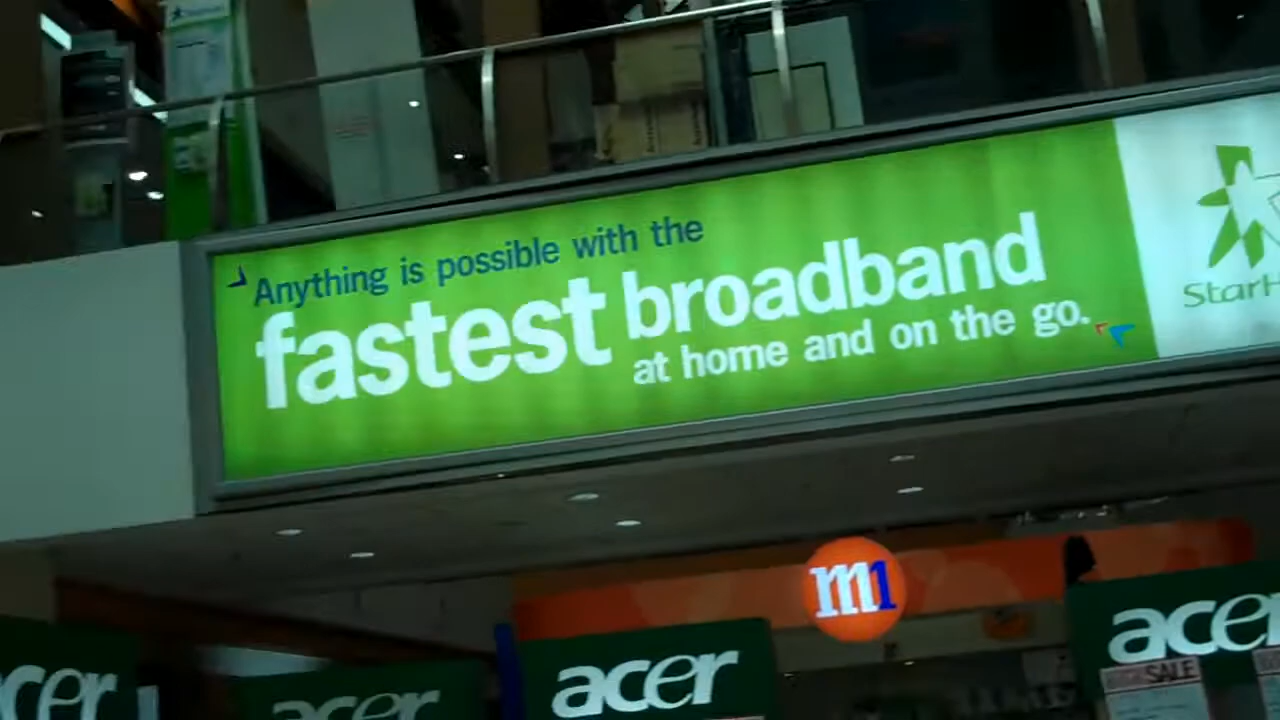 Anything is possible with the
fastest broadband
at home and on the go.
StarH
m1
acer
acer
acer
acer
SALE